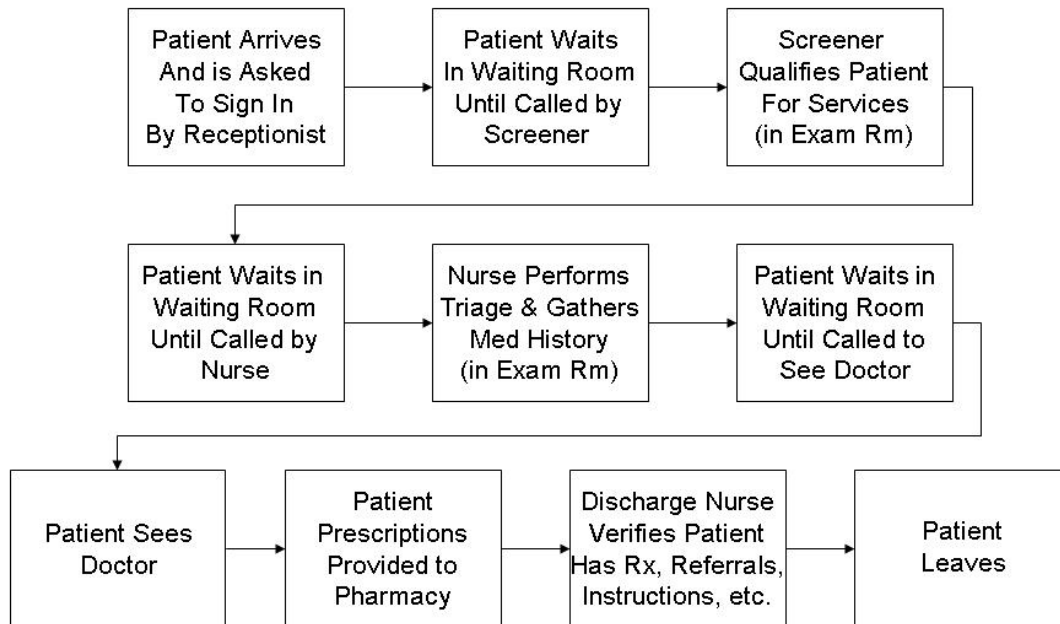 Patient Arrives
And is Asked
To Sign In
By Receptionist
Patient Waits
In Waiting Room
Until Called by
Screener
Screener
Qualifies Patient
For Services
(in Exam Rm)
Patient Waits in
Waiting Room
Until Called by
Nurse
Nurse Performs
Triage & Gathers
Med History
(in Exam Rm)
Patient Waits in
Waiting Room
Until Called to
See Doctor
Patient Sees
Doctor
Patient
Prescriptions
Provided to
Pharmacy
Discharge Nurse
Verifies Patient
Has Rx, Referrals,
Instructions, etc.
Patient
Leaves